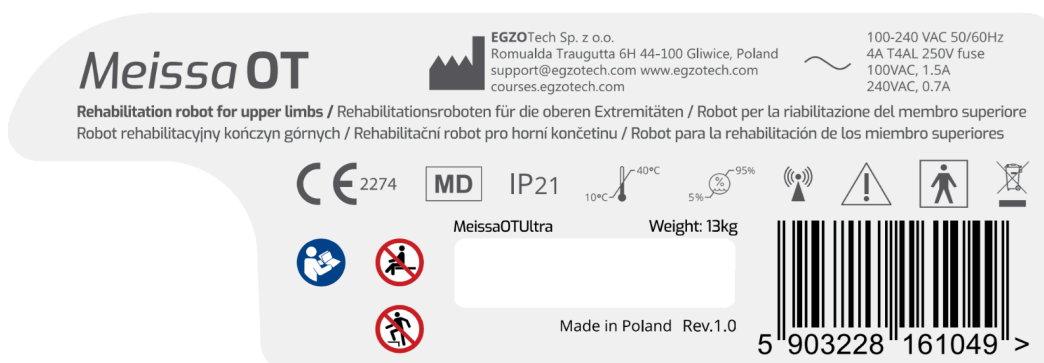 Meissa OT
EGZOTech Sp. z o.o.
Romualda Traugutta 6H 44-100 Gliwice, Poland
support@egzotech.com www.egzotech.com
courses.egzotech.com
100-240 VAC 50/60Hz
4A T4AL 250V fuse
100VAC, 1.5A
240VAC, 0.7A
Rehabilitation robot for upper limbs / Rehabilitationsroboten für die oberen Extremitäten / Robot per la riabilitazione del membro superiore
Robot rehabilitacyjny kończyn górnych / Rehabilitační robot pro horní končetinu / Robot para la rehabilitación de los miembro superiores
CE 2274 MD IP21 10°C 40°C 5% % 95%
MeissaOTUltra Weight: 13kg
Made in Poland Rev.1.0
5 903228 161049 >